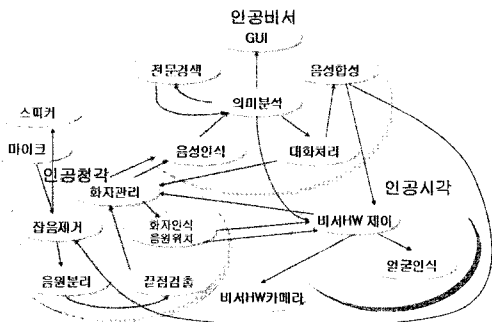 인공비서
GUI
전문검색
음성합성
의미분석
스피커
마이크
음성인식
대화처리
인공청각
화자관리
인공시각
잡음제거
화자인식
음원위치
비서HW 제어
음원분리
끝점검출
얼굴인식
비서HW카메라